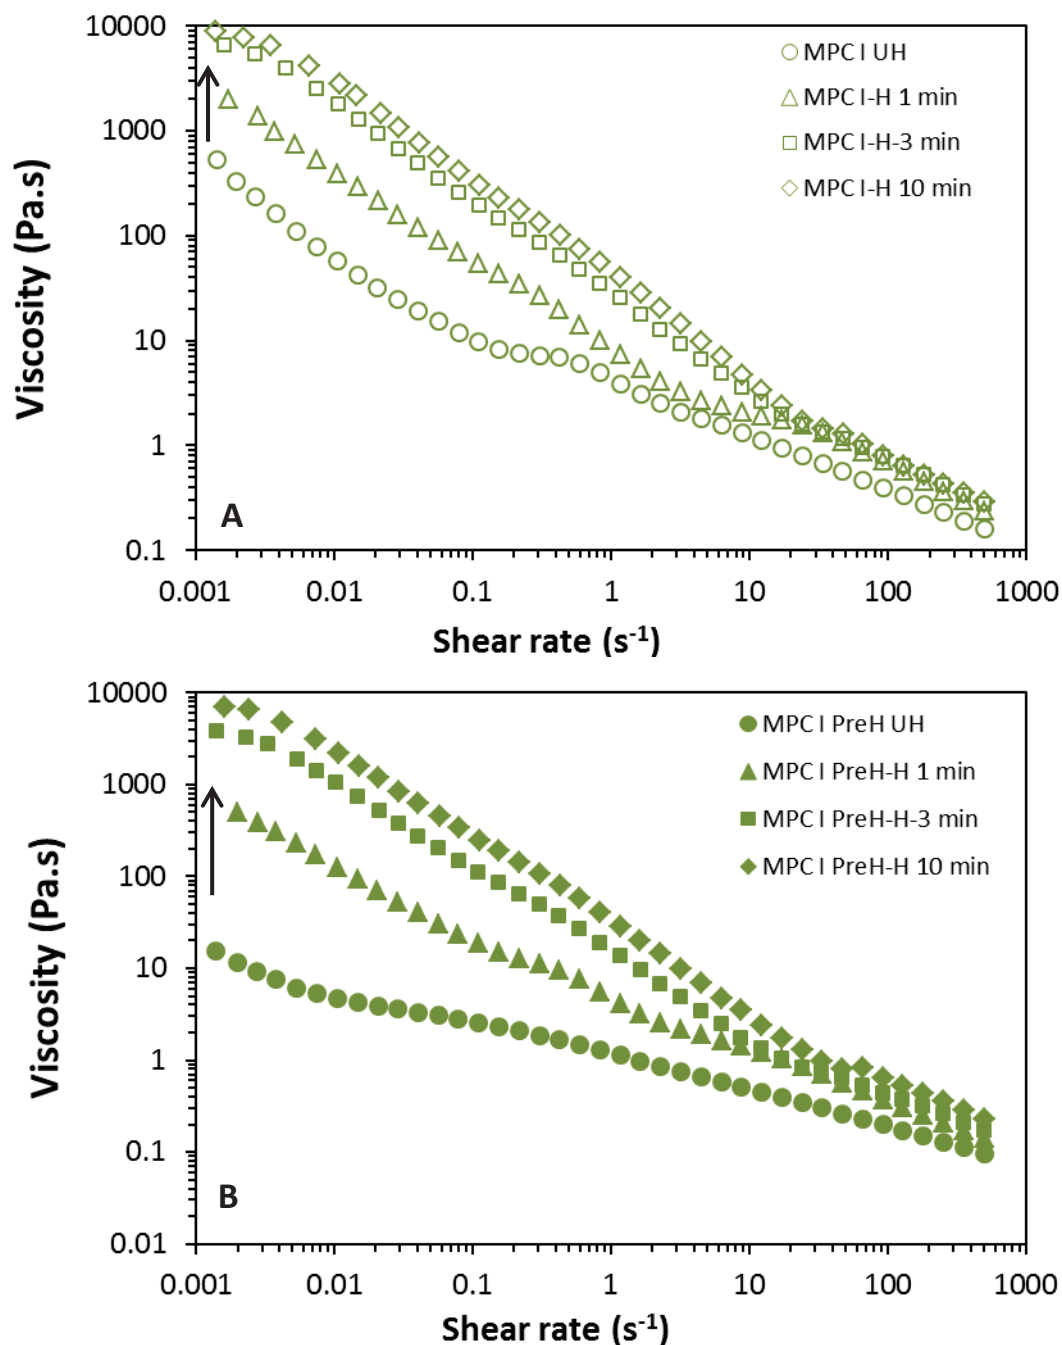 10000
1000
100
10
1
0.1
Viscosity (Pa.s)
MPC I UH
MPC I-H 1 min
MPC I-H-3 min
MPC I-H 10 min
A
0.001 0.01 0.1 1 10 100 1000
Shear rate (s⁻¹)
10000
1000
100
10
1
0.1
0.01
Viscosity (Pa.s)
MPC I PreH UH
MPC I PreH-H 1 min
MPC I PreH-H-3 min
MPC I PreH-H 10 min
B
0.001 0.01 0.1 1 10 100 1000
Shear rate (s⁻¹)